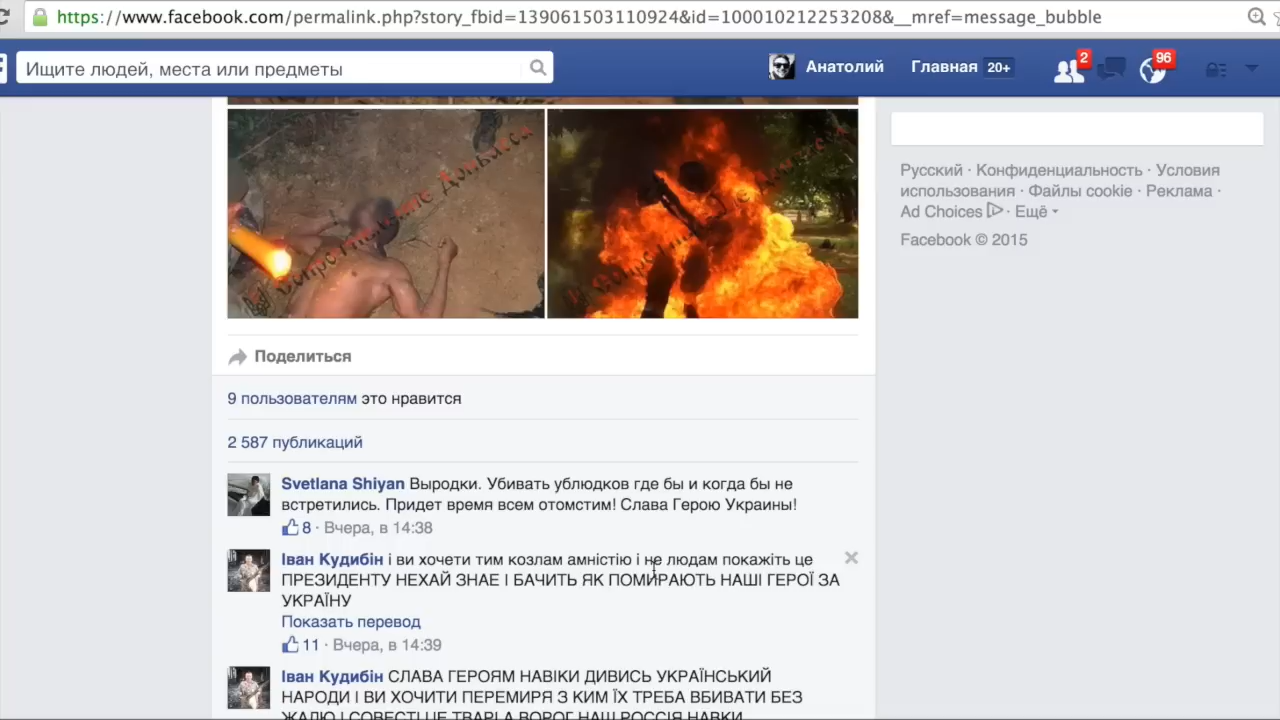 https://www.facebook.com/permalink.php?story_fbid=139061503110924&id=100010212253208&__mref=message_bubble
Ищите людей, места или предметы
Анатолий
Главная 20+
2
96
Донбасса
Поделиться
9 пользователям это нравится
2 587 публикаций
Svetlana Shiyan Выродки. Убивать ублюдков где бы и когда бы не
встретились. Придет время всем отомстим! Слава Герою Украины!
8 · Вчера, в 14:38
Іван Кудибін і ви хочети тим козлам амністію і не людам покажіть це
ПРЕЗИДЕНТУ НЕХАЙ ЗНАЕ І БАЧИТЬ ЯК ПОМИРАЮТЬ НАШІ ГЕРОЇ ЗА
УКРАЇНУ
Показать перевод
11 · Вчера, в 14:39
Іван Кудибін СЛАВА ГЕРОЯМ НАВІКИ ДИВИСЬ УКРАЇНСЬКИЙ
НАРОДИ І ВИ ХОЧИТИ ПЕРЕМИРЯ З КИМ ЇХ ТРЕБА ВБИВАТИ БЕЗ
ЖАЛЮ І СОВЕСТІ ЦЕ ТВАРІ А ВОРОГ НАШ РОССІЯ НАВКИ
Русский · Конфиденциальность · Условия
использования · Файлы cookie · Реклама ·
Ad Choices · Ещё
Facebook © 2015